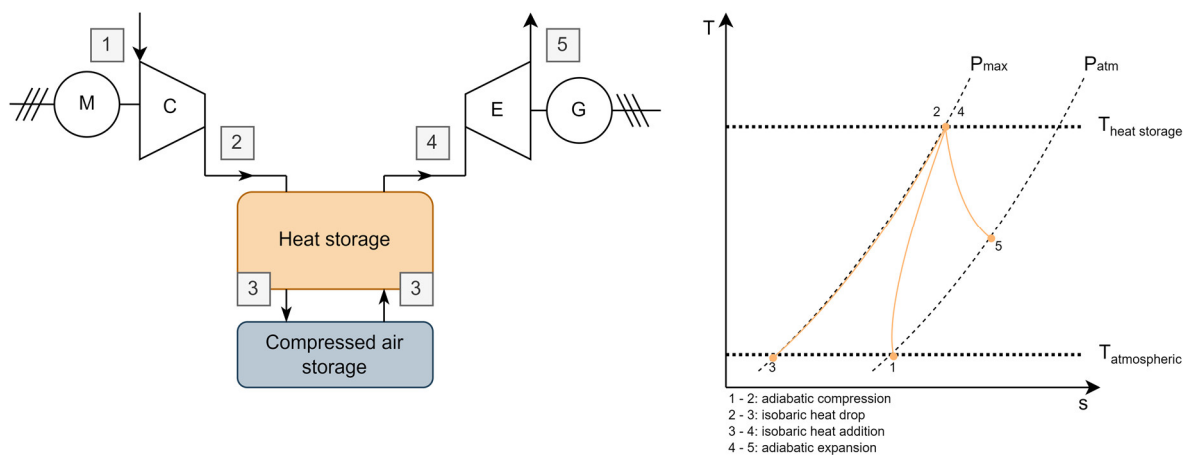 1
5
M
C
E
G
2
4
Heat storage
3
3
Compressed air
storage
T
Pmax
Patm
2
4
Theat storage
5
Tatmospheric
3
1
s
1 - 2: adiabatic compression
2 - 3: isobaric heat drop
3 - 4: isobaric heat addition
4 - 5: adiabatic expansion